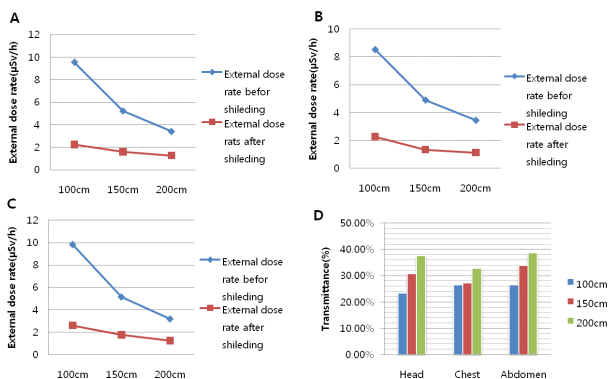 A
External dose rate(μSv/h)
12
10
8
6
4
2
0
100cm
150cm
200cm
External dose
rate befor
shileding
External dose
rats after
shileding
B
External dose rate(μSv/h)
10
8
6
4
2
0
100cm
150cm
200cm
External dose
rate befor
shileding
External dose
rate after
shileding
C
External dose rate(μSv/h)
12
10
8
6
4
2
0
100cm
150cm
200cm
External dose
rate befor
shileding
External dose
rate after
shileding
D
Transmittance(%)
50.00%
40.00%
30.00%
20.00%
10.00%
0.00%
Head
Chest
Abdomen
100cm
150cm
200cm